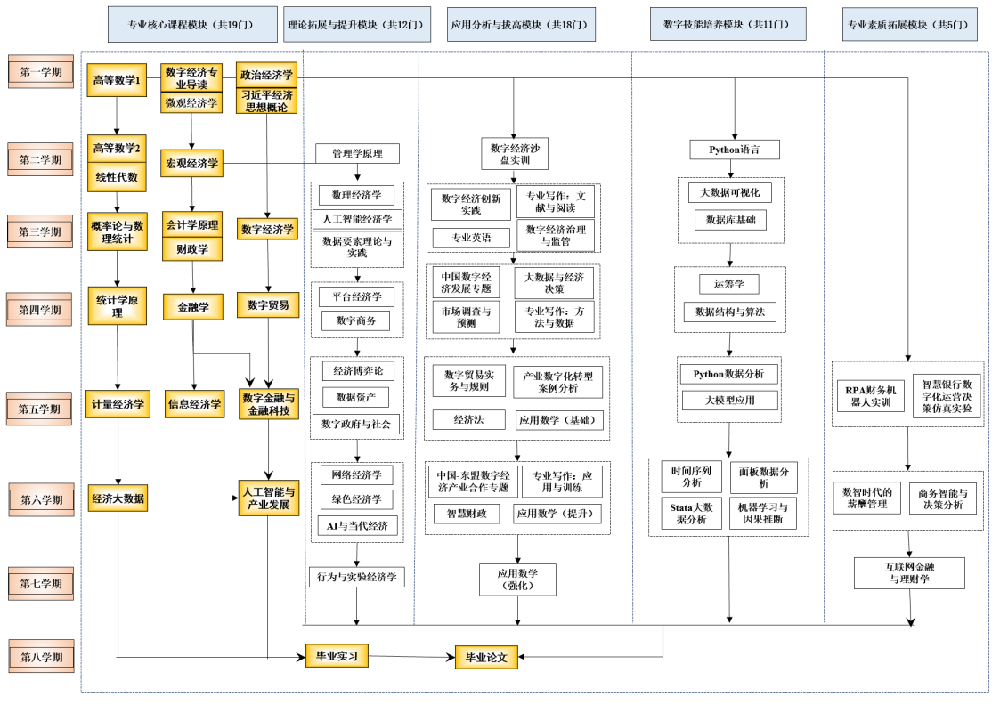 专业核心课程模块（共19门）
理论拓展与提升模块（共12门）
应用分析与拔高模块（共18门）
数字技能培养模块（共11门）
专业素质拓展模块（共5门）
第一学期
高等数学1
数字经济专
业导读
微观经济学
政治经济学
习近平经济
思想概论
第二学期
高等数学2
线性代数
宏观经济学
管理学原理
数字经济沙
盘实训
Python语言
第三学期
概率论与数
理统计
会计学原理
财政学
数字经济学
数理经济学
人工智能经济学
数据要素理论与
实践
数字经济创新
实践
专业写作：文
献与阅读
专业英语
数字经济治理
与监管
大数据可视化
数据库基础
第四学期
统计学原
理
金融学
数字贸易
平台经济学
数字商务
中国数字经
济发展专题
大数据与经济
决策
市场调查与
预测
专业写作：方
法与数据
运筹学
数据结构与算法
第五学期
计量经济学
信息经济学
数字金融与
金融科技
经济博弈论
数据资产
数字政府与社会
数字贸易实
务与规则
产业数字化转型
案例分析
经济法
应用数学（基础）
Python数据分析
大模型应用
RPA财务机
器人实训
智慧银行数
字化运营决
策仿真实验
第六学期
经济大数据
人工智能与
产业发展
网络经济学
绿色经济学
AI与当代经济
中国-东盟数字经
济产业合作专题
专业写作：应
用与训练
智慧财政
应用数学（提升）
时间序列
分析
面板数据分
析
Stata大数
据分析
机器学习与
因果推断
数智时代的
薪酬管理
商务智能与
决策分析
第七学期
行为与实验经济学
应用数学
（强化）
互联网金融
与理财学
第八学期
毕业实习
毕业论文